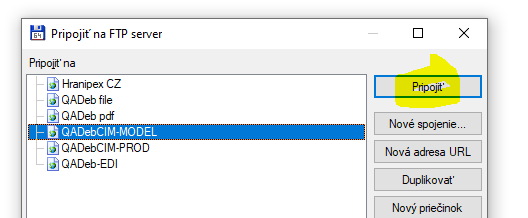 Pripojiť na FTP server
Pripojiť na
Hranipex CZ
QADeb file
QADeb pdf
QADebCIM-MODEL
QADebCIM-PROD
QADeb-EDI
Pripojiť
Nové spojenie...
Nová adresa URL
Duplikovať
Nový priečinok